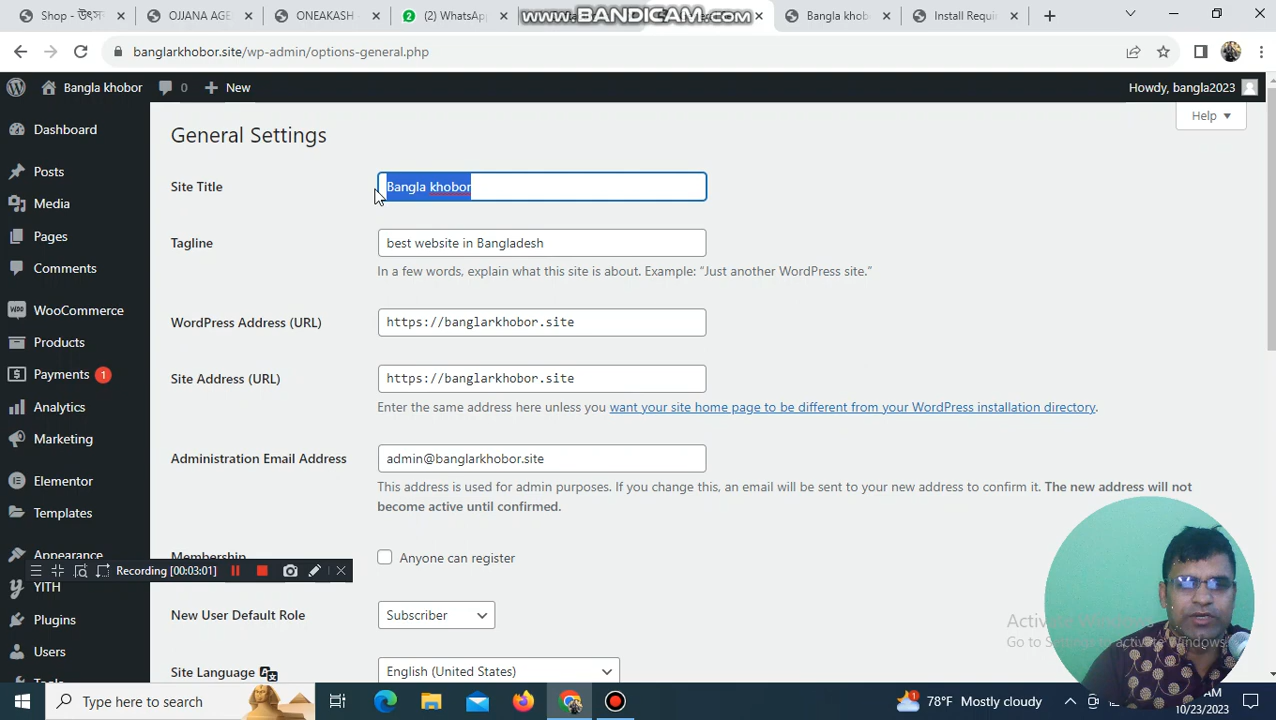 Shop - উৎস
OJJANA AGE
ONEAKASH -
(2) WhatsApp
WWW.BANDICAM.COM
Bangla khob
Install Requi
banglarkhobor.site/wp-admin/options-general.php
Bangla khobor
0
New
Howdy, bangla2023
Help
Dashboard
Posts
Media
Pages
Comments
WooCommerce
Products
Payments 1
Analytics
Marketing
Elementor
Templates
Appearance
YITH
Plugins
Users
General Settings
Site Title
Bangla khobor
Tagline
best website in Bangladesh
In a few words, explain what this site is about. Example: “Just another WordPress site.”
WordPress Address (URL)
https://banglarkhobor.site
Site Address (URL)
https://banglarkhobor.site
Enter the same address here unless you want your site home page to be different from your WordPress installation directory.
Administration Email Address
admin@banglarkhobor.site
This address is used for admin purposes. If you change this, an email will be sent to your new address to confirm it. The new address will not
become active until confirmed.
Membership
Anyone can register
Recording [00:03:01]
New User Default Role
Subscriber
Site Language
English (United States)
Activate Windows
Go to Settings to activate Windows.
Type here to search
78°F Mostly cloudy
AM
10/23/2023